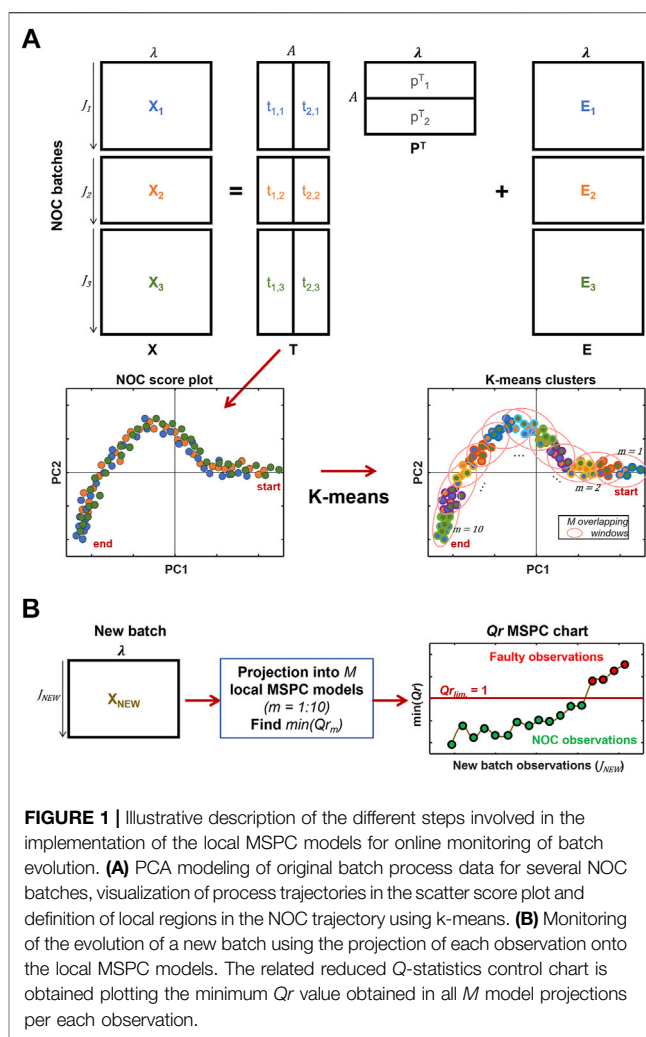 A
λ A λ λ
J1 X1 t1,1 t2,1 A pT1 E1
pT2
PT
NOC batches
J2 X2 = t1,2 t2,2 + E2
J3 X3 t1,3 t2,3 E3
X T E
NOC score plot K-means clusters
PC2 start end PC1
K-means
PC2 m = 1 start ... m = 2 ... ... m = 10 end
M overlapping
windows
PC1
B
New batch
λ
JNEW XNEW
Projection into M
local MSPC models
(m = 1:10)
Find min(Qrm)
Qr MSPC chart
Faulty observations
min(Qr) Qrlim. = 1
NOC observations
New batch observations (JNEW)
FIGURE 1 | Illustrative description of the different steps involved in the
implementation of the local MSPC models for online monitoring of batch
evolution. (A) PCA modeling of original batch process data for several NOC
batches, visualization of process trajectories in the scatter score plot and
definition of local regions in the NOC trajectory using k-means. (B) Monitoring
of the evolution of a new batch using the projection of each observation onto
the local MSPC models. The related reduced Q-statistics control chart is
obtained plotting the minimum Qr value obtained in all M model projections
per each observation.